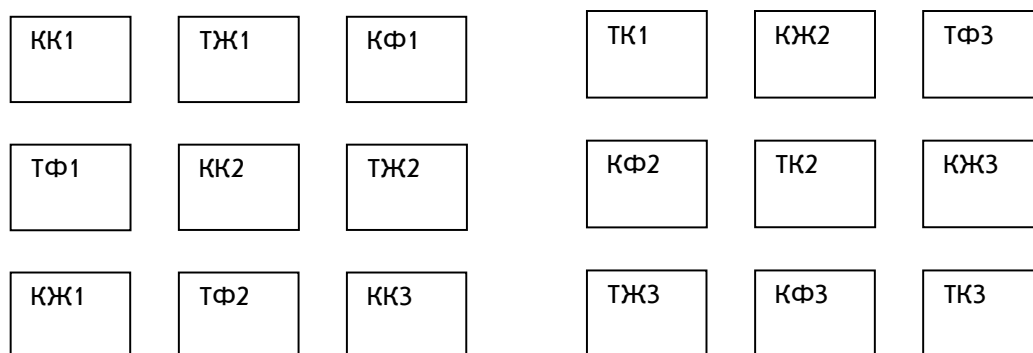 КК1 ТЖ1 КФ1 ТК1 КЖ2 ТФ3
ТФ1 КК2 ТЖ2 КФ2 ТК2 КЖ3
КЖ1 ТФ2 КК3 ТЖ3 КФ3 ТК3